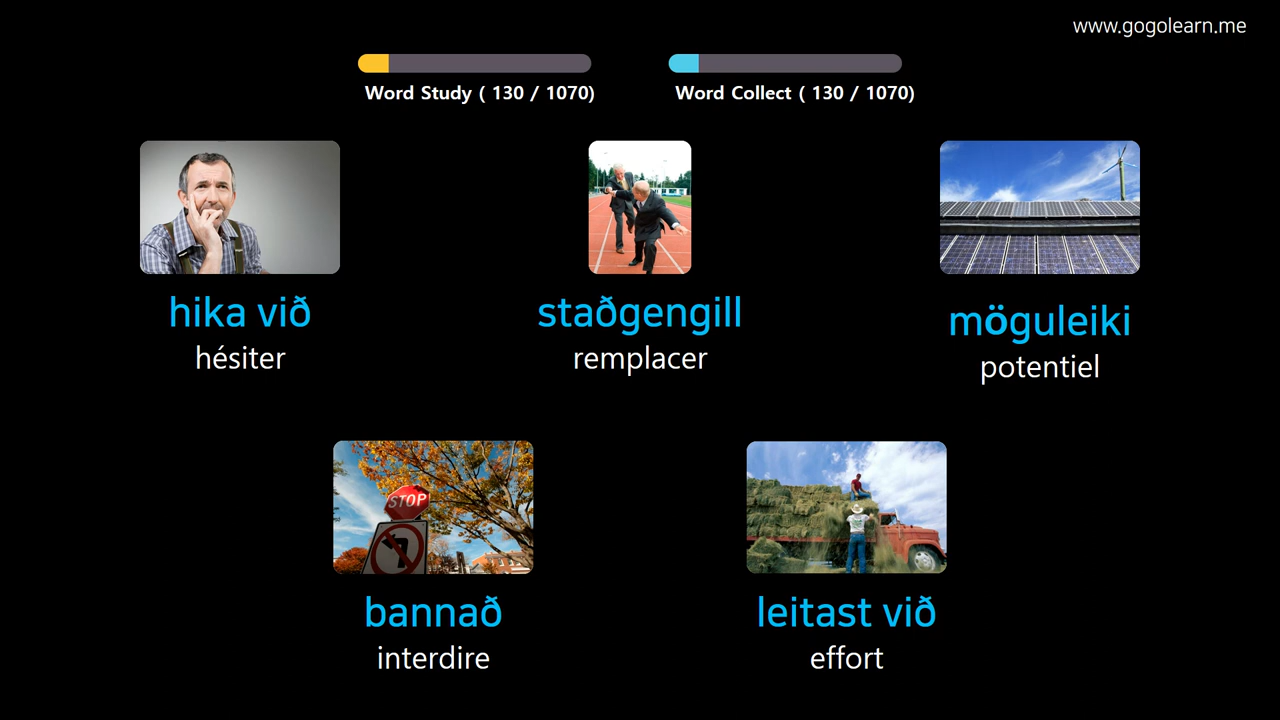 www.gogolearn.me
Word Study ( 130 / 1070)
Word Collect ( 130 / 1070)
hika við
hésiter
staðgengill
remplacer
möguleiki
potentiel
STOP
bannað
interdire
leitast við
effort